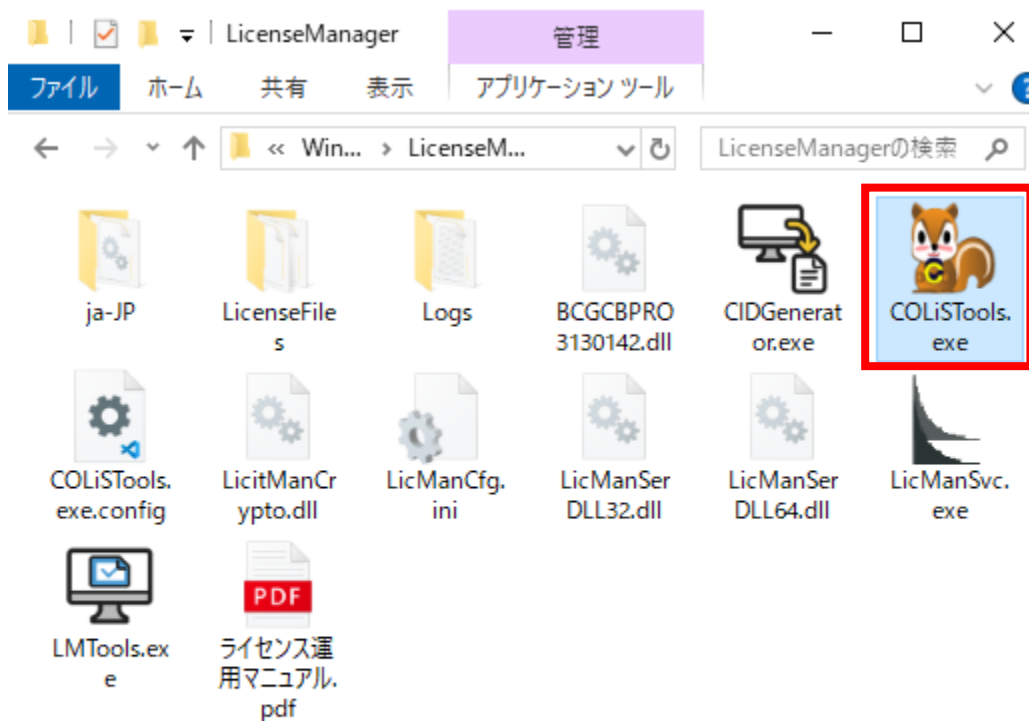 LicenseManager
管理
ファイル
ホーム
共有
表示
アプリケーション ツール
?
« Win... › LicenseM...
LicenseManagerの検索
ja-JP
LicenseFile
s
Logs
BCGCBPRO
3130142.dll
CIDGenerat
or.exe
COLiSTools.
exe
COLiSTools.
exe.config
LicitManCr
ypto.dll
LicManCfg.
ini
LicManSer
DLL32.dll
LicManSer
DLL64.dll
LicManSvc.
exe
LMTools.ex
e
PDF
ライセンス運
用マニュアル.
pdf